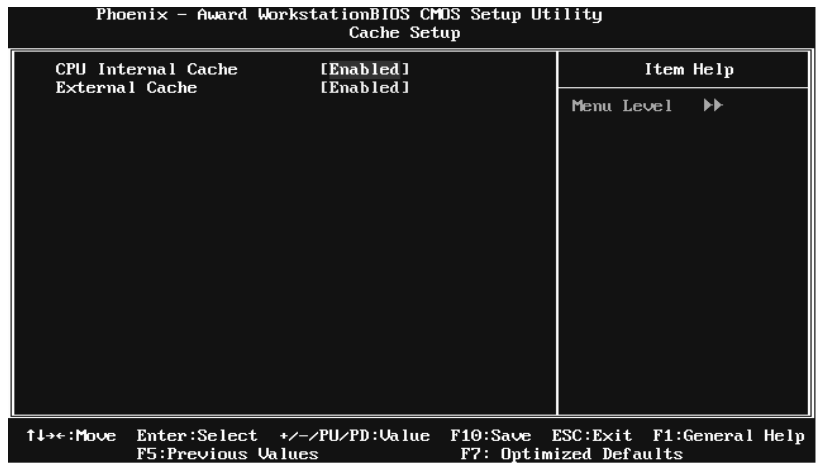 Phoenix - Award WorkstationBIOS CMOS Setup Utility
Cache Setup
CPU Internal Cache [Enabled]
External Cache [Enabled]
Item Help
Menu Level ▶▶
↑↓→←:Move Enter:Select +/-/PU/PD:Value F10:Save ESC:Exit F1:General Help
F5:Previous Values F7: Optimized Defaults